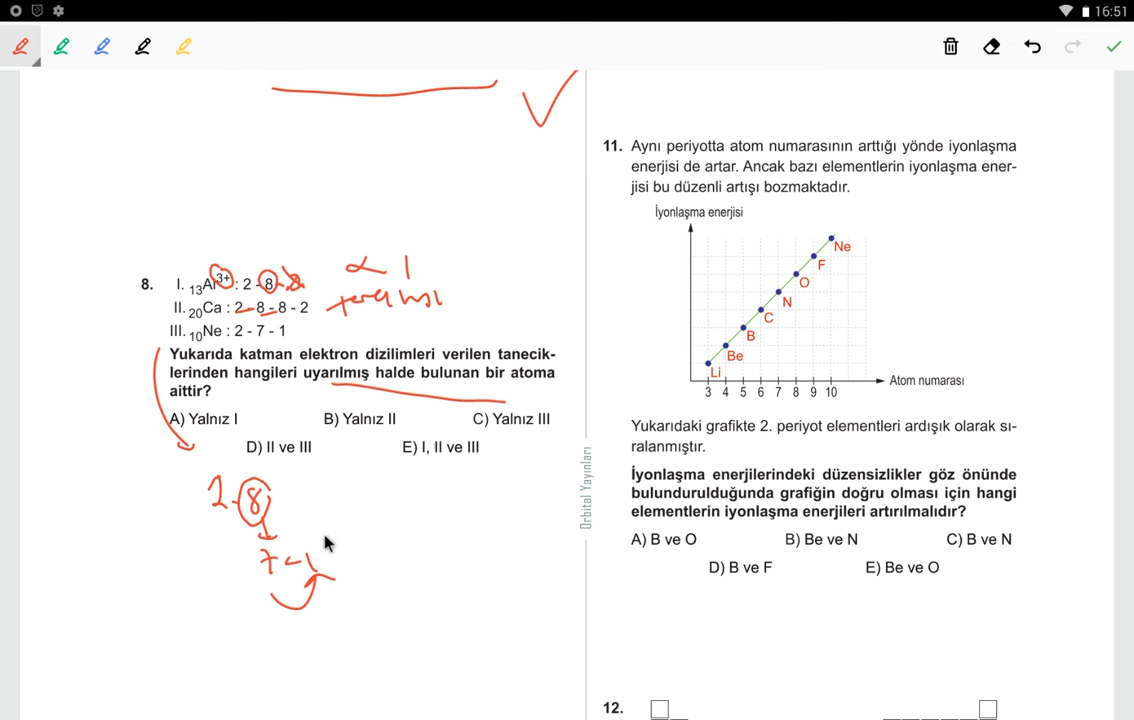 16:51
8. I. 13Al3+ : 2 - 8
α 1
II. 20Ca : 2 - 8 - 8 - 2
III. 10Ne : 2 - 7 - 1
Yukarıda katman elektron dizilimleri verilen tanecik-
lerinden hangileri uyarılmış halde bulunan bir atoma
aittir?
A) Yalnız I B) Yalnız II C) Yalnız III
D) II ve III E) I, II ve III
2 - 8
7 - 1
Orbital Yayınları
11. Aynı periyotta atom numarasının arttığı yönde iyonlaşma
enerjisi de artar. Ancak bazı elementlerin iyonlaşma ener-
jisi bu düzenli artışı bozmaktadır.
İyonlaşma enerjisi
Ne
F
O
N
C
B
Be
Li
Atom numarası
3 4 5 6 7 8 9 10
Yukarıdaki grafikte 2. periyot elementleri ardışık olarak sı-
ralanmıştır.
İyonlaşma enerjilerindeki düzensizlikler göz önünde
bulundurulduğunda grafiğin doğru olması için hangi
elementlerin iyonlaşma enerjileri artırılmalıdır?
A) B ve O B) Be ve N C) B ve N
D) B ve F E) Be ve O
12.